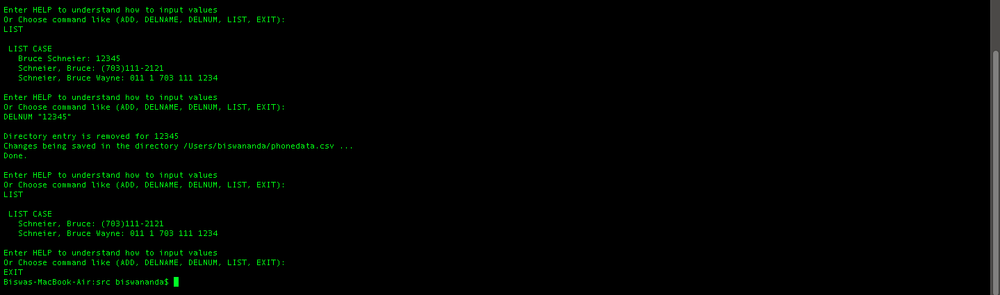 Enter HELP to understand how to input values
Or Choose command like (ADD, DELNAME, DELNUM, LIST, EXIT):
LIST
LIST CASE
Bruce Schneier: 12345
Schneier, Bruce: (703)111-2121
Schneier, Bruce Wayne: 011 1 703 111 1234
Enter HELP to understand how to input values
Or Choose command like (ADD, DELNAME, DELNUM, LIST, EXIT):
DELNUM "12345"
Directory entry is removed for 12345
Changes being saved in the directory /Users/biswananda/phonedata.csv ...
Done.
Enter HELP to understand how to input values
Or Choose command like (ADD, DELNAME, DELNUM, LIST, EXIT):
LIST
LIST CASE
Schneier, Bruce: (703)111-2121
Schneier, Bruce Wayne: 011 1 703 111 1234
Enter HELP to understand how to input values
Or Choose command like (ADD, DELNAME, DELNUM, LIST, EXIT):
EXIT
Biswas-MacBook-Air:src biswananda$